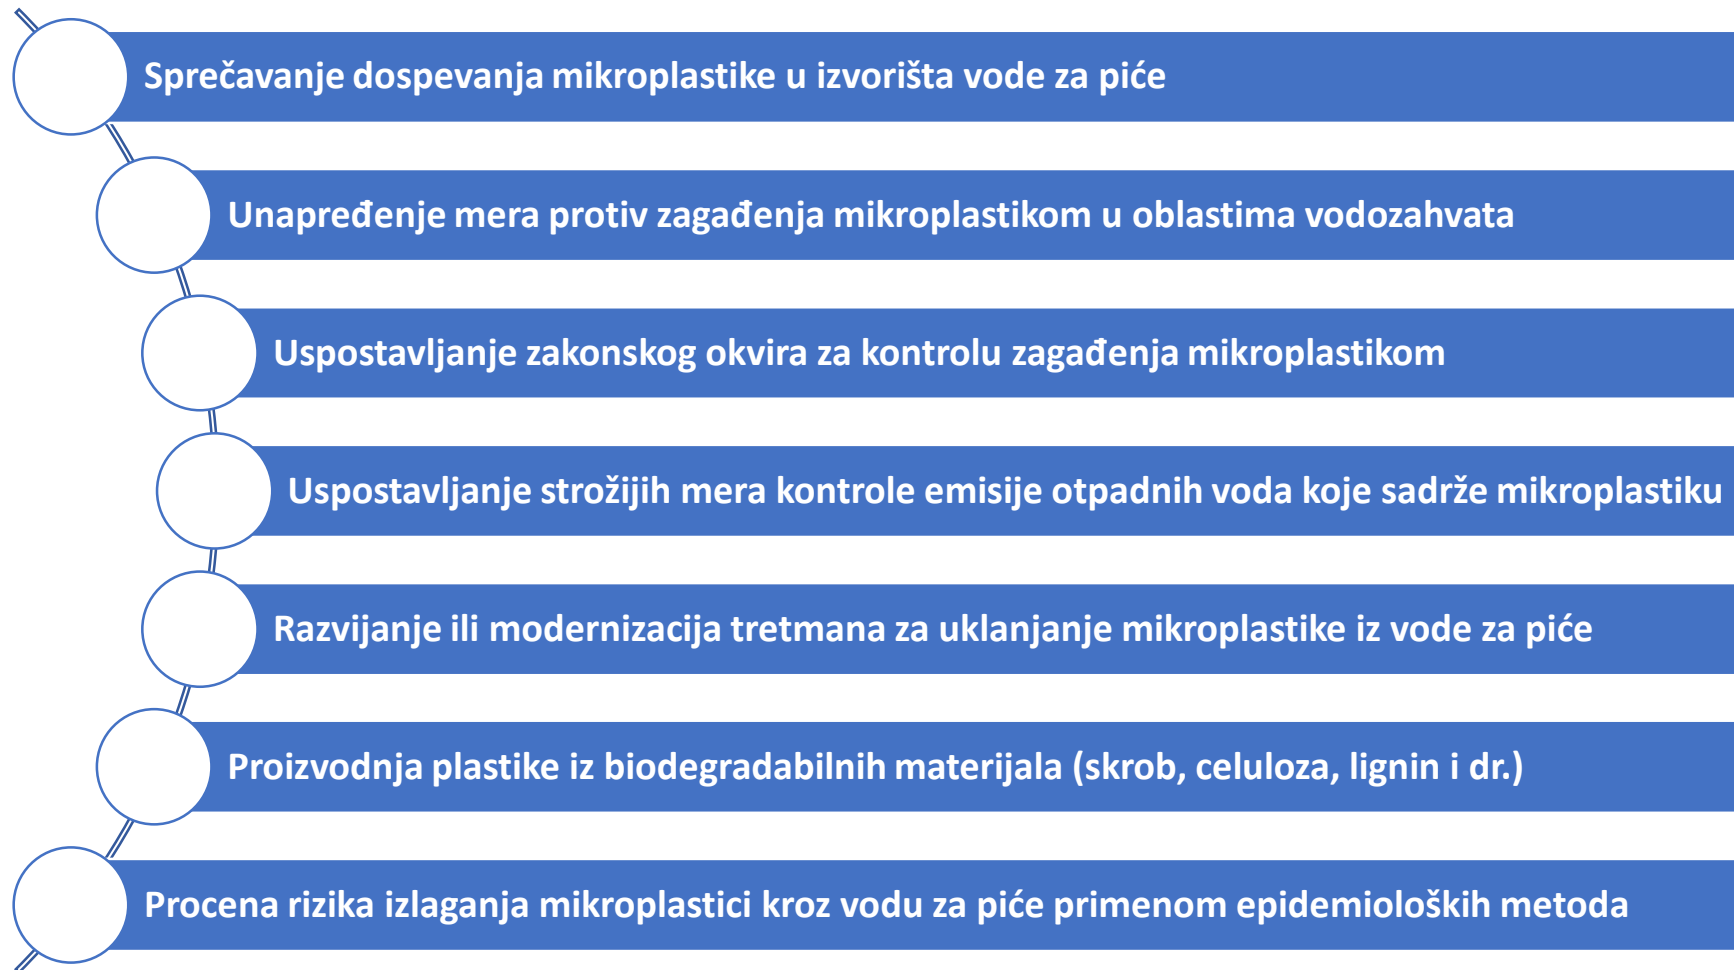 Sprečavanje dospevanja mikroplastike u izvorišta vode za piće
Unapređenje mera protiv zagađenja mikroplastikom u oblastima vodozahvata
Uspostavljanje zakonskog okvira za kontrolu zagađenja mikroplastikom
Uspostavljanje strožijih mera kontrole emisije otpadnih voda koje sadrže mikroplastiku
Razvijanje ili modernizacija tretmana za uklanjanje mikroplastike iz vode za piće
Proizvodnja plastike iz biodegradabilnih materijala (skrob, celuloza, lignin i dr.)
Procena rizika izlaganja mikroplastici kroz vodu za piće primenom epidemioloških metoda